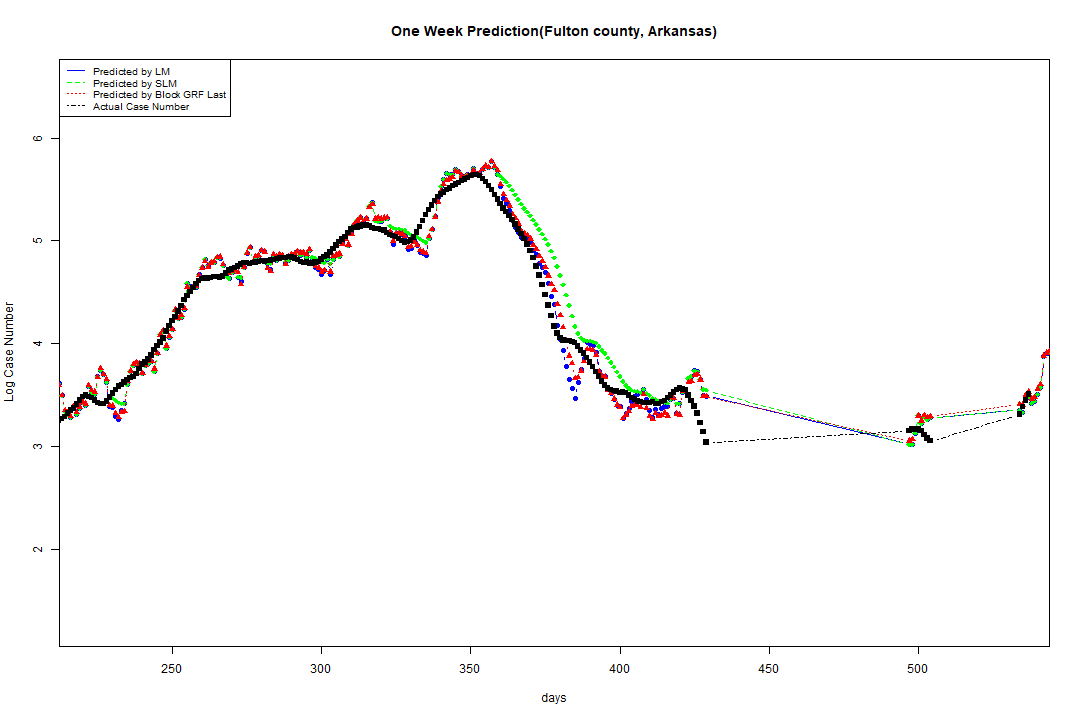 One Week Prediction(Fulton county, Arkansas)
Predicted by LM
Predicted by SLM
Predicted by Block GRF Last
Actual Case Number
6
5
4
3
2
Log Case Number
250 300 350 400 450 500
days